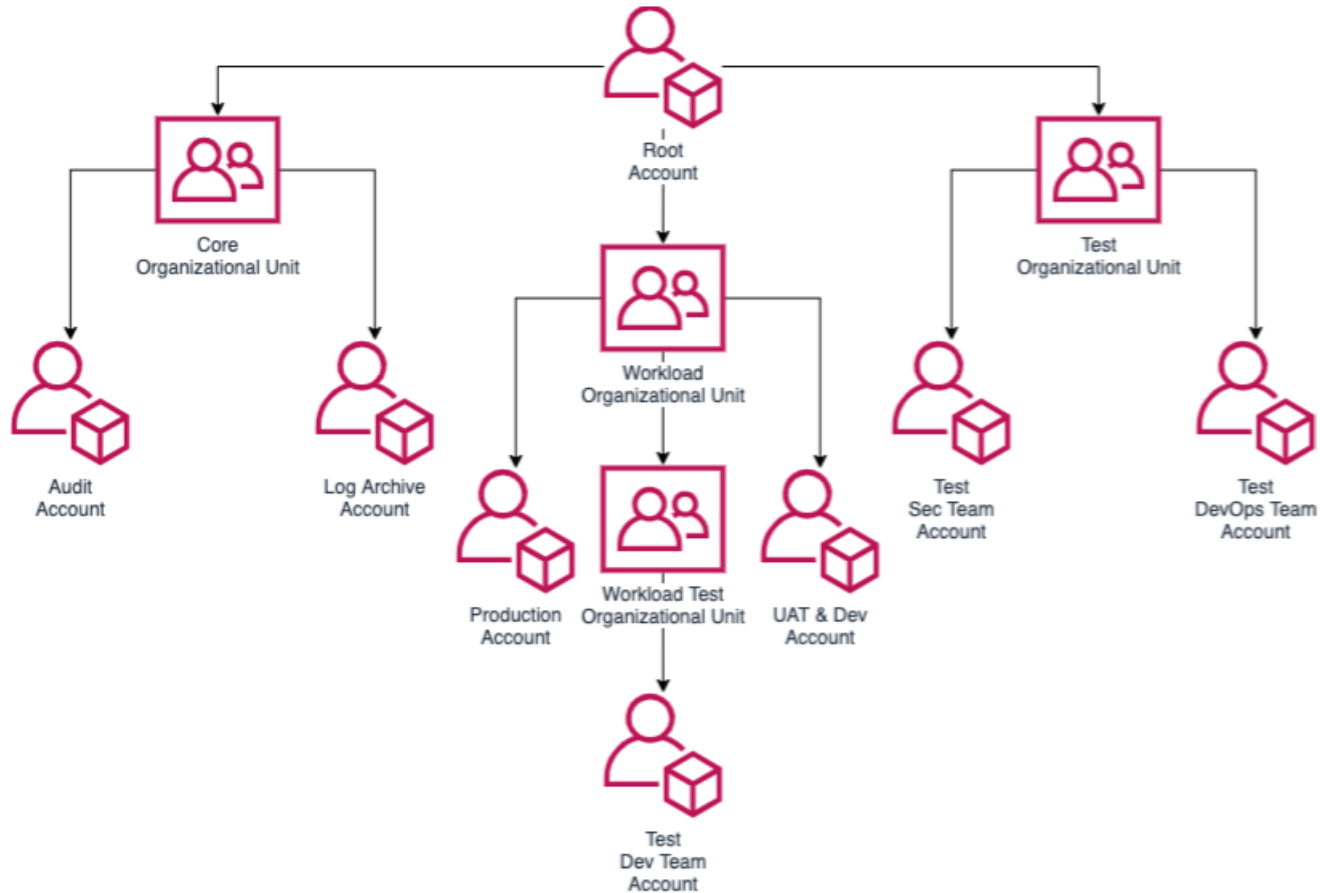 Root
Account
Core
Organizational Unit
Test
Organizational Unit
Workload
Organizational Unit
Audit
Account
Log Archive
Account
Test
Sec Team
Account
Test
DevOps Team
Account
Production
Account
Workload Test
Organizational Unit
UAT & Dev
Account
Test
Dev Team
Account